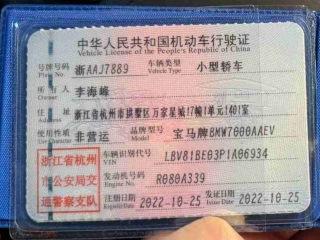 中华人民共和国机动车行驶证
Vehicle License of the People's Republic of China
号牌号码 浙AAJ7889 车辆类型 小型轿车
Plate No. Vehicle Type
所有人 李海峰
Owner
住址 浙江省杭州市拱墅区万家星城17幢1单元1401室
Address
使用性质 非营运 品牌型号 宝马牌BMW7000AAEV
Use Character Model
浙江省杭州
市公安局交
通警察支队
车辆识别代号 LBV81BE03P1A06934
VIN
发动机号码 R080A339
Engine No.
注册日期 2022-10-25 发证日期 2022-10-25
Register Date Issue Date